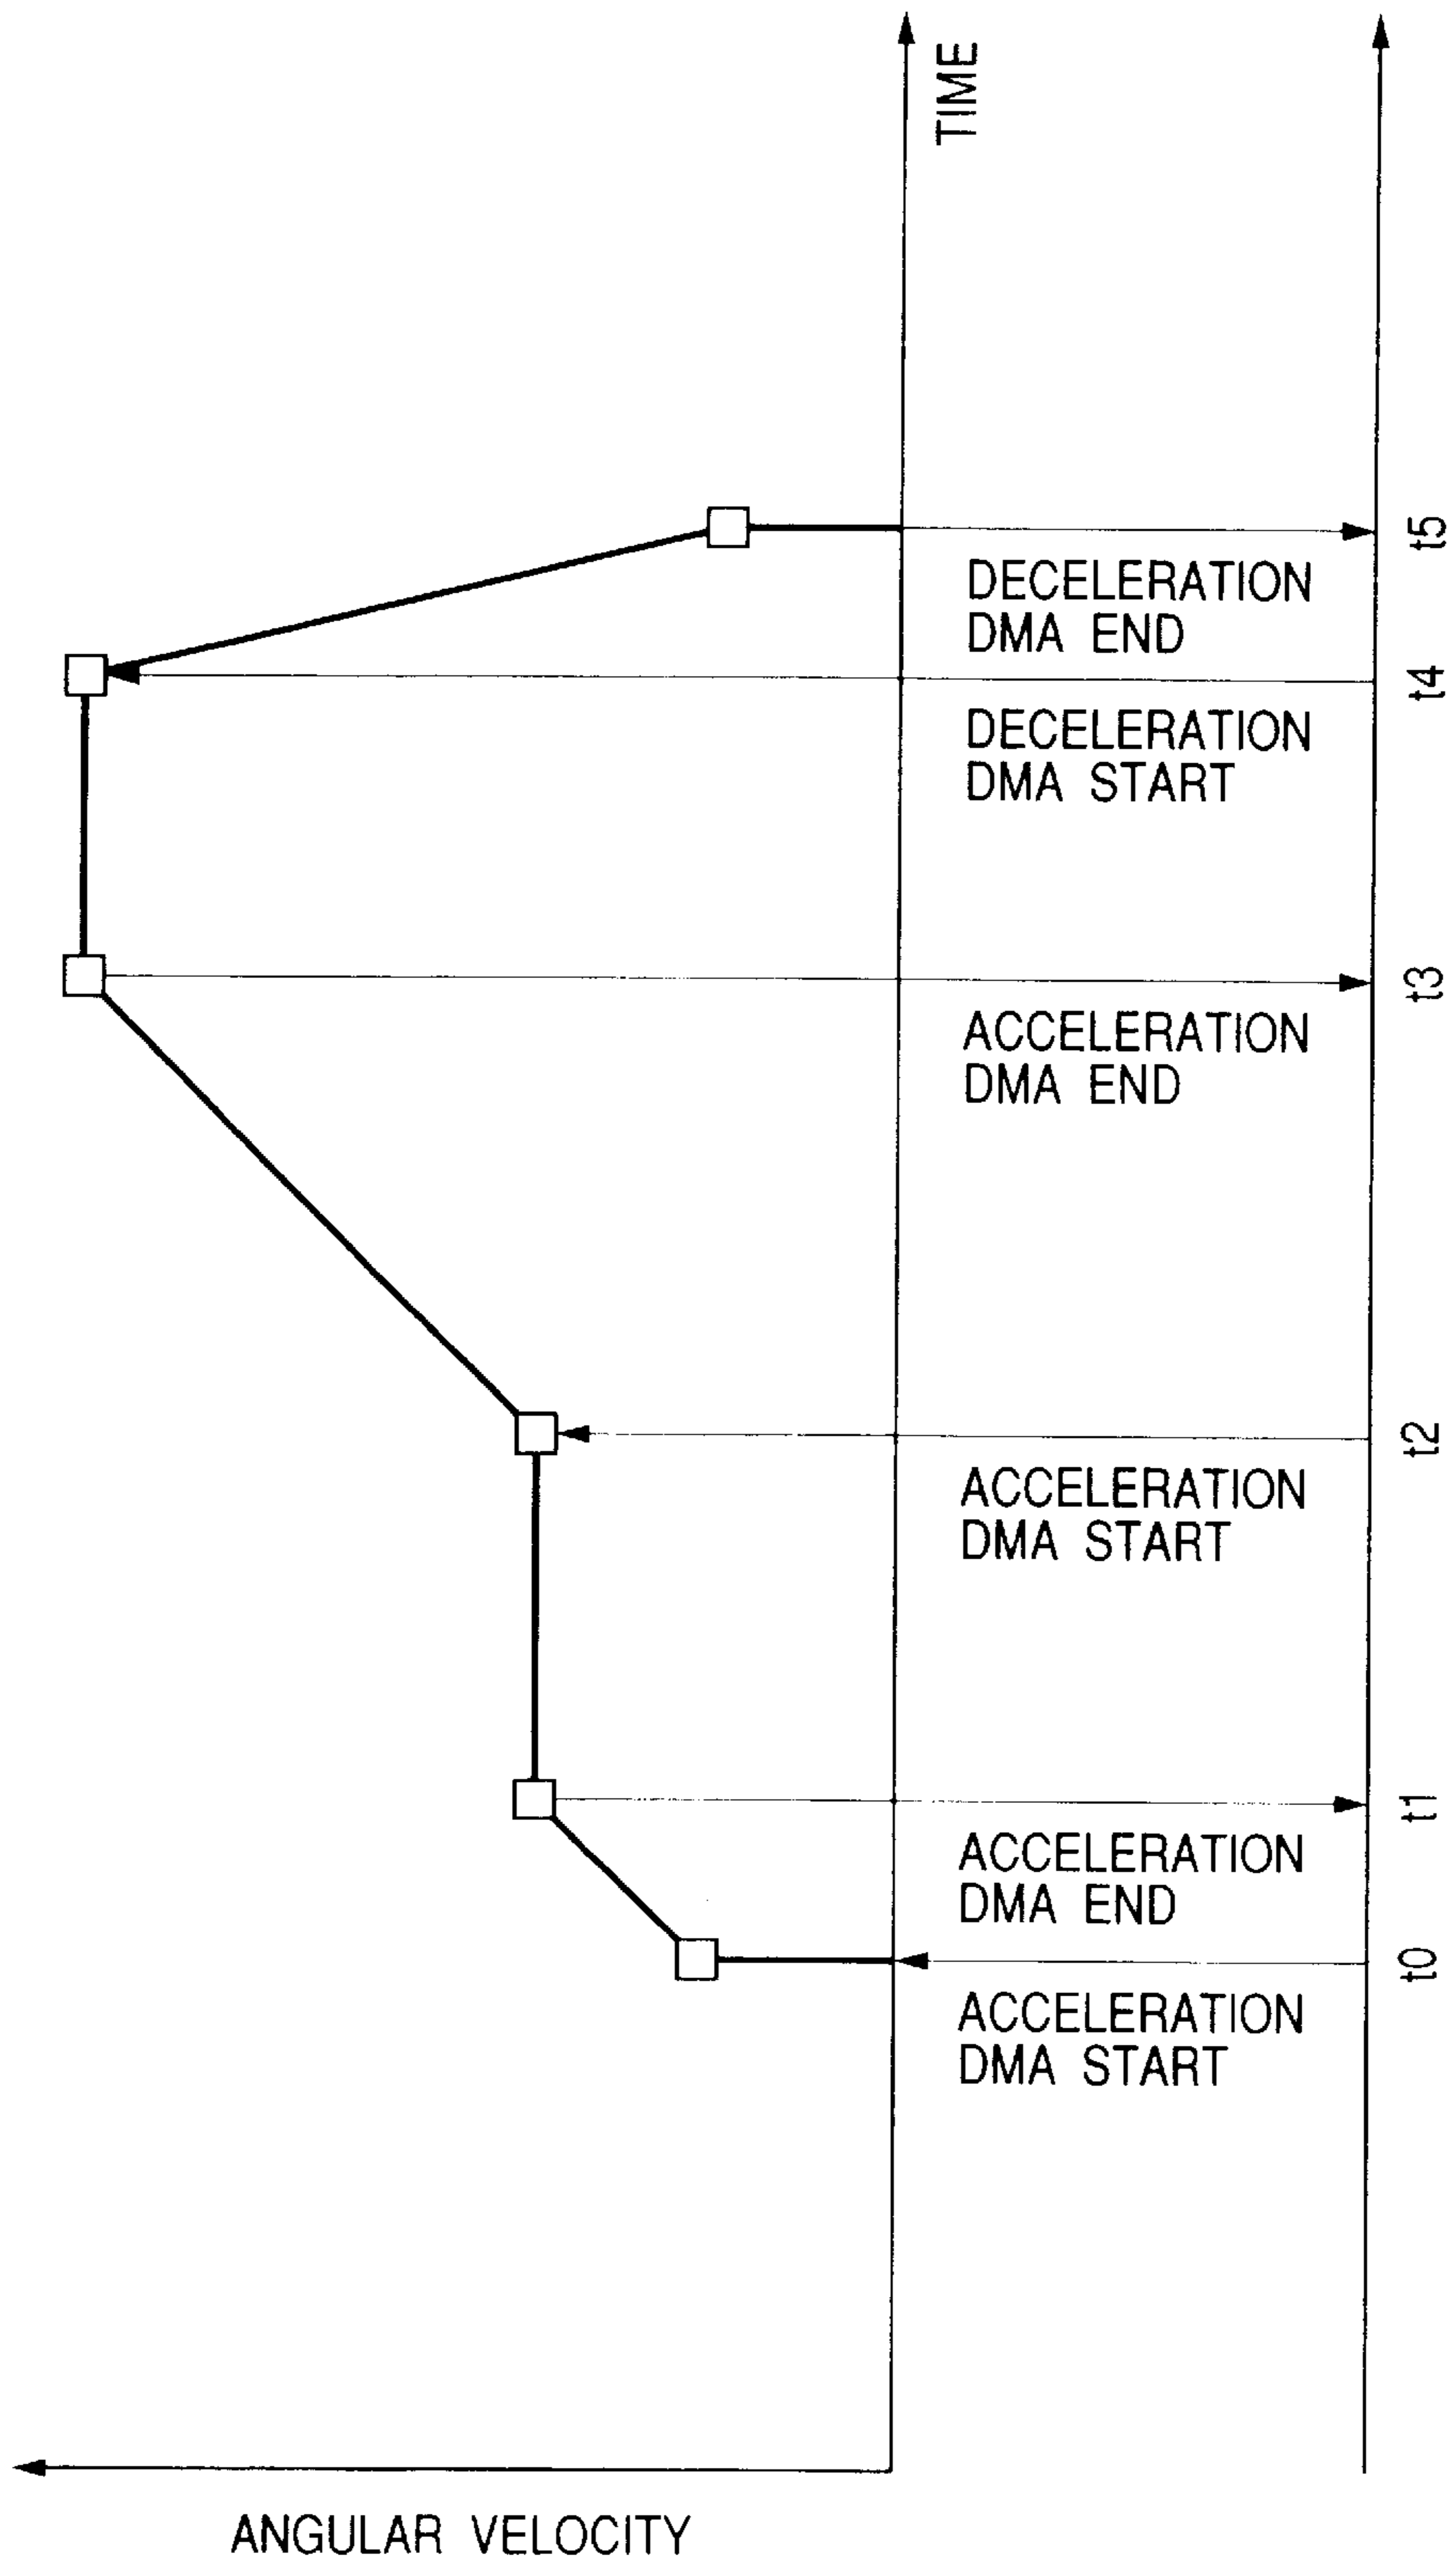 ANGULAR VELOCITY
TIME
ACCELERATION
DMA START
ACCELERATION
DMA END
ACCELERATION
DMA START
ACCELERATION
DMA END
DECELERATION
DMA START
DECELERATION
DMA END
t0
t1
t2
t3
t4
t5